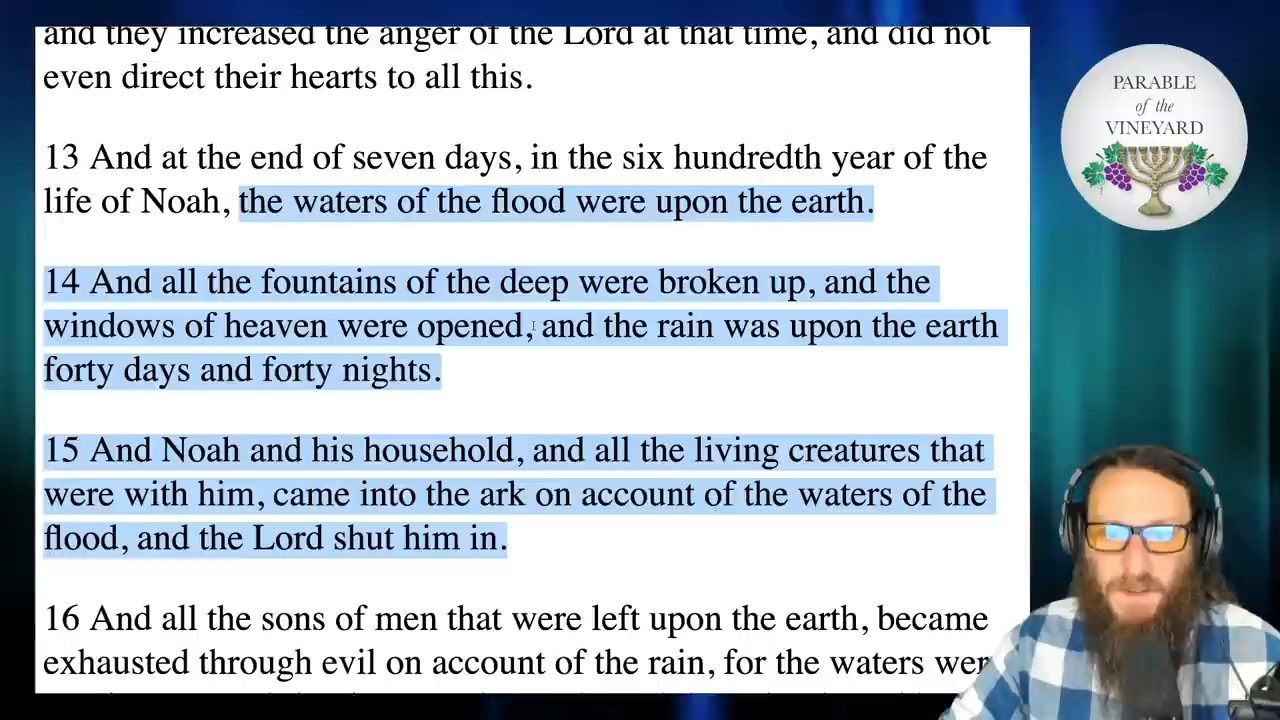 and they increased the anger of the Lord at that time, and did not
even direct their hearts to all this.
13 And at the end of seven days, in the six hundredth year of the
life of Noah, the waters of the flood were upon the earth.
14 And all the fountains of the deep were broken up, and the
windows of heaven were opened, and the rain was upon the earth
forty days and forty nights.
15 And Noah and his household, and all the living creatures that
were with him, came into the ark on account of the waters of the
flood, and the Lord shut him in.
16 And all the sons of men that were left upon the earth, became
exhausted through evil on account of the rain, for the waters wer
PARABLE
of the
VINEYARD